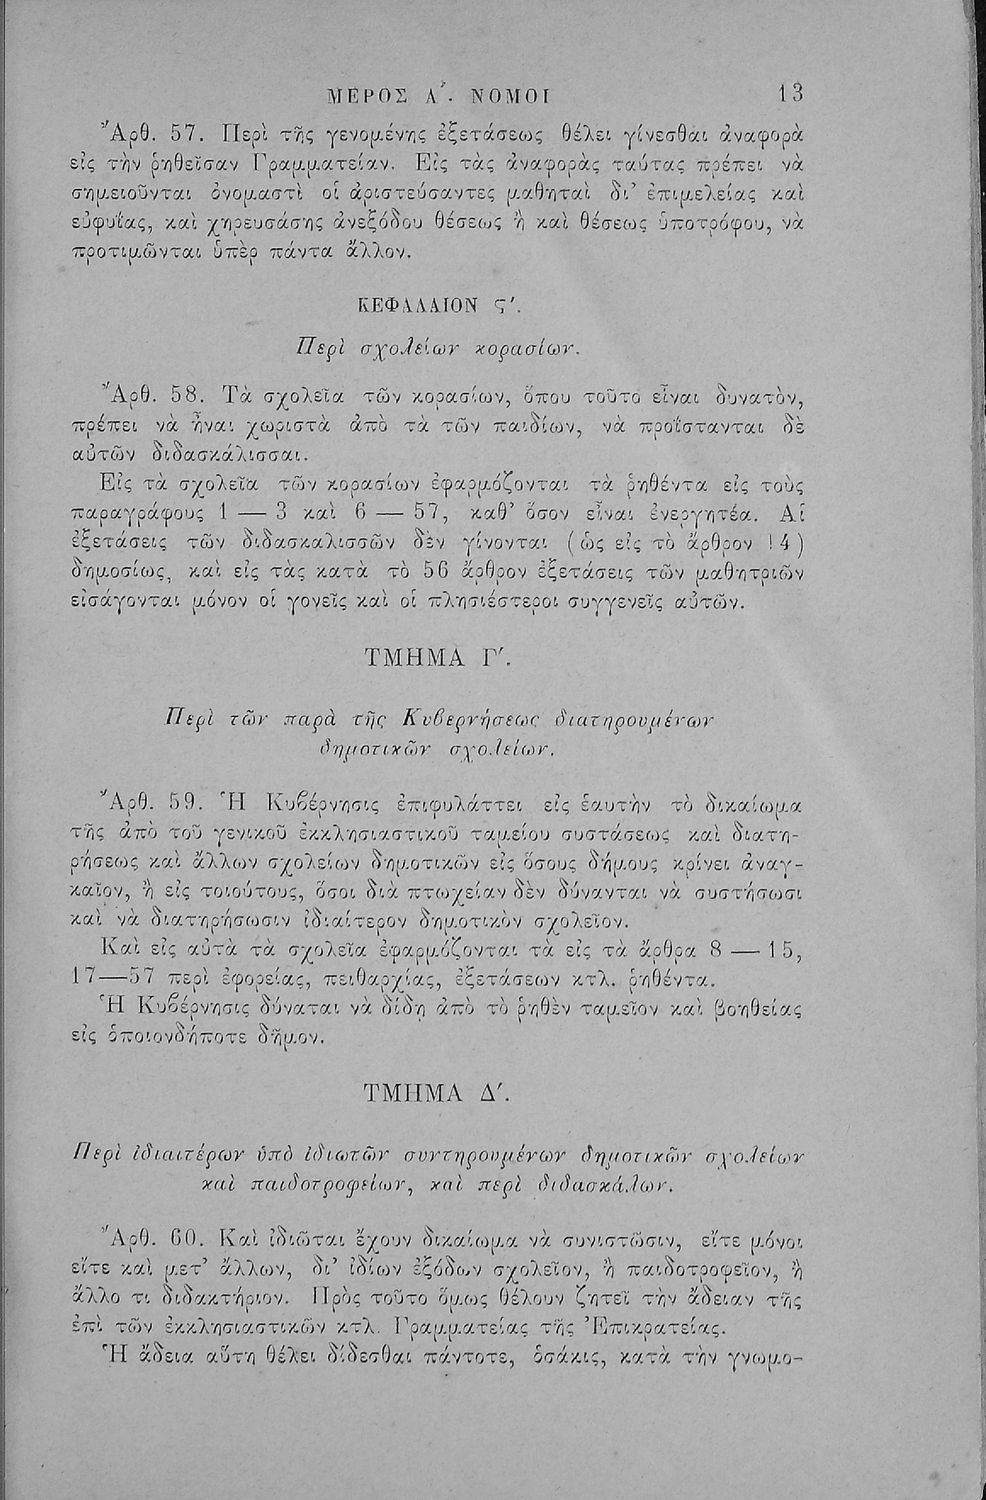 ΜΕΡΟΣ Α΄. ΝΟΜΟΙ 13
Ἄρθ. 57. Περὶ τῆς γενομένης ἐξετάσεως θέλει γίνεσθαι ἀναφορὰ
εἰς τὴν ῥηθεῖσαν Γραμματείαν. Εἰς τὰς ἀναφορὰς ταύτας πρέπει νὰ
σημειοῦνται ὀνομαστὶ οἱ ἀριστεύσαντες μαθηταὶ δι’ ἐπιμελείας καὶ
εὐφυΐας, καὶ χηρευσάσης ἀνεξόδου θέσεως ἢ καὶ θέσεως ὑποτρόφου, νὰ
προτιμῶνται ὑπὲρ πάντα ἄλλον.
ΚΕΦΑΛΑΙΟΝ Ϛ΄.
Περὶ σχολείων κορασίων.
Ἄρθ. 58. Τὰ σχολεῖα τῶν κορασίων, ὅπου τοῦτο εἶναι δυνατὸν,
πρέπει νὰ ἦναι χωριστὰ ἀπὸ τὰ τῶν παιδίων, νὰ προΐστανται δὲ
αὐτῶν διδασκάλισσαι.
Εἰς τὰ σχολεῖα τῶν κορασίων ἐφαρμόζονται τὰ ῥηθέντα εἰς τοὺς
παραγράφους 1 — 3 καὶ 6 — 57, καθ’ ὅσον εἶναι ἐνεργητέα. Αἱ
ἐξετάσεις τῶν διδασκαλισσῶν δὲν γίνονται (ὡς εἰς τὸ ἄρθρον 14)
δημοσίως, καὶ εἰς τὰς κατὰ τὸ 56 ἄρθρον ἐξετάσεις τῶν μαθητριῶν
εἰσάγονται μόνον οἱ γονεῖς καὶ οἱ πλησιέστεροι συγγενεῖς αὐτῶν.
ΤΜΗΜΑ Γ΄.
Περὶ τῶν παρὰ τῆς Κυβερνήσεως διατηρουμένων
δημοτικῶν σχολείων.
Ἄρθ. 59. Ἡ Κυβέρνησις ἐπιφυλάττει εἰς ἑαυτὴν τὸ δικαίωμα
τῆς ἀπὸ τοῦ γενικοῦ ἐκκλησιαστικοῦ ταμείου συστάσεως καὶ διατη-
ρήσεως καὶ ἄλλων σχολείων δημοτικῶν εἰς ὅσους δήμους κρίνει ἀναγ-
καῖον, ἢ εἰς τοιούτους, ὅσοι διὰ πτωχείαν δὲν δύνανται νὰ συστήσωσι
καὶ νὰ διατηρήσωσιν ἰδιαίτερον δημοτικὸν σχολεῖον.
Καὶ εἰς αὐτὰ τὰ σχολεῖα ἐφαρμόζονται τὰ εἰς τὰ ἄρθρα 8 — 15,
17—57 περὶ ἐφορείας, πειθαρχίας, ἐξετάσεων κτλ. ῥηθέντα.
Ἡ Κυβέρνησις δύναται νὰ δίδῃ ἀπὸ τὸ ῥηθὲν ταμεῖον καὶ βοηθείας
εἰς ὁποιονδήποτε δῆμον.
ΤΜΗΜΑ Δ΄.
Περὶ ἰδιαιτέρων ὑπὸ ἰδιωτῶν συντηρουμένων δημοτικῶν σχολείων
καὶ παιδοτροφείων, καὶ περὶ διδασκάλων.
Ἄρθ. 60. Καὶ ἰδιῶται ἔχουν δικαίωμα νὰ συνιστῶσιν, εἴτε μόνοι
εἴτε καὶ μετ’ ἄλλων, δι’ ἰδίων ἐξόδων σχολεῖον, ἢ παιδοτροφεῖον, ἢ
ἄλλο τι διδακτήριον. Πρὸς τοῦτο ὅμως θέλουν ζητεῖ τὴν ἄδειαν τῆς
ἐπὶ τῶν ἐκκλησιαστικῶν κτλ. Γραμματείας τῆς Ἐπικρατείας.
Ἡ ἄδεια αὕτη θέλει δίδεσθαι πάντοτε, ὁσάκις, κατὰ τὴν γνωμο-